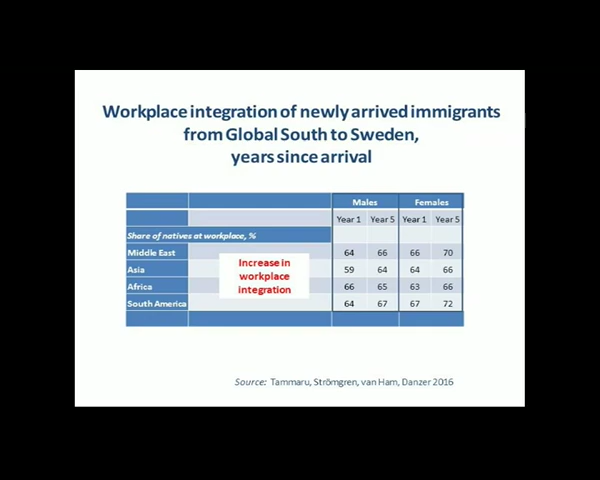 Workplace integration of newly arrived immigrants
from Global South to Sweden,
years since arrival
Males Females
Year 1 Year 5 Year 1 Year 5
Share of natives at workplace, %
Middle East 64 66 66 70
Asia 59 64 64 66
Africa 66 65 63 66
South America 64 67 67 72
Increase in
workplace
integration
Source: Tammaru, Strömgren, van Ham, Danzer 2016